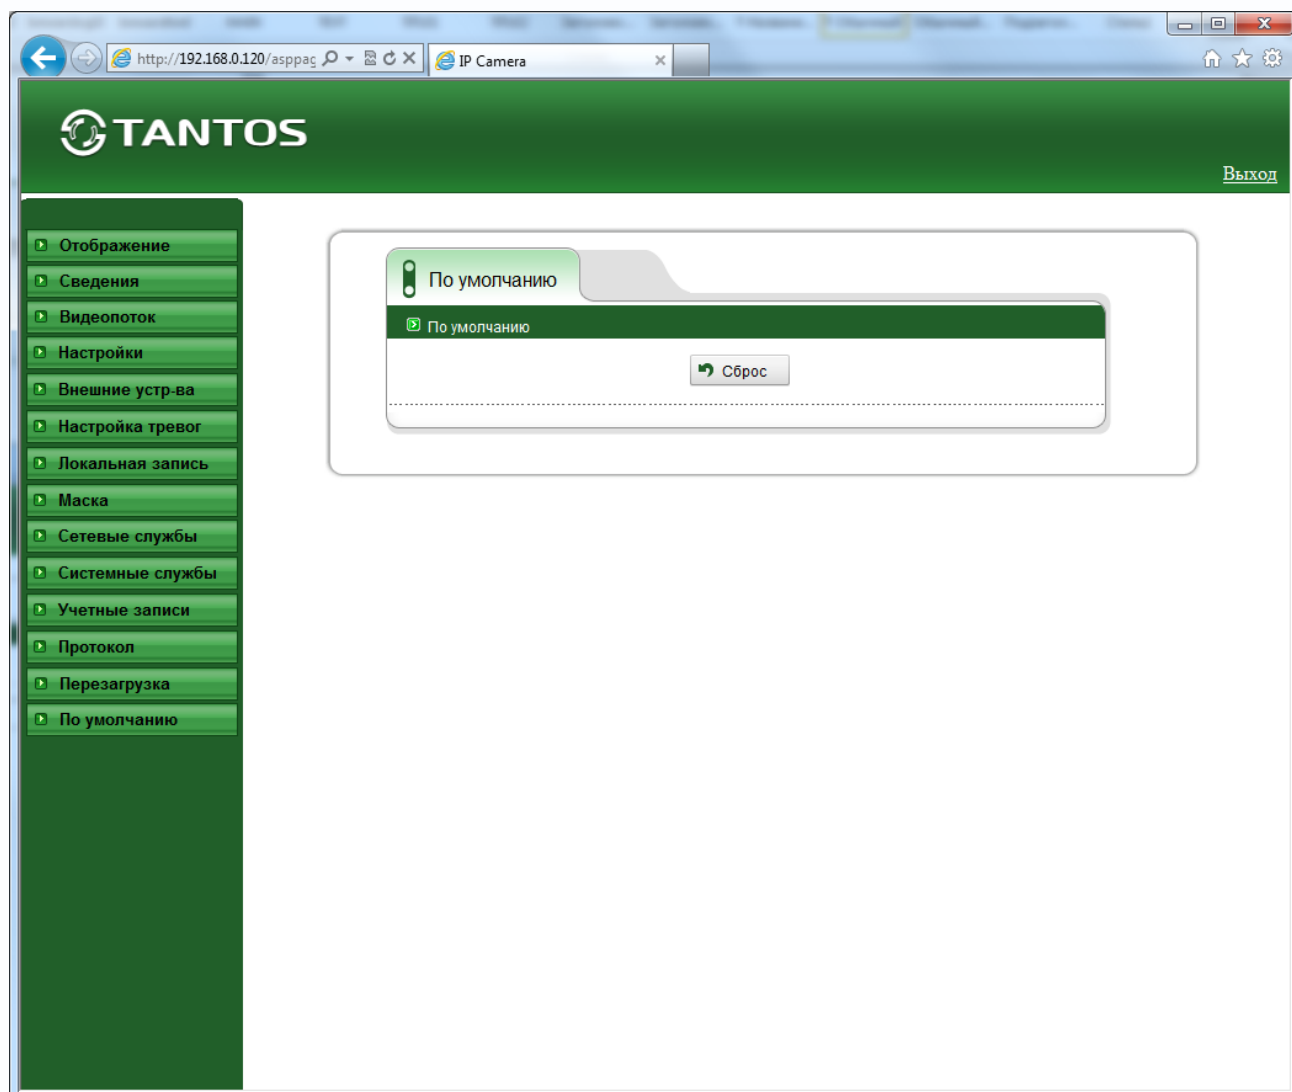 http://192.168.0.120/asppag
IP Camera
TANTOS
Выход
Отображение
Сведения
Видеопоток
Настройки
Внешние устр-ва
Настройка тревог
Локальная запись
Маска
Сетевые службы
Системные службы
Учетные записи
Протокол
Перезагрузка
По умолчанию
По умолчанию
По умолчанию
Сброс